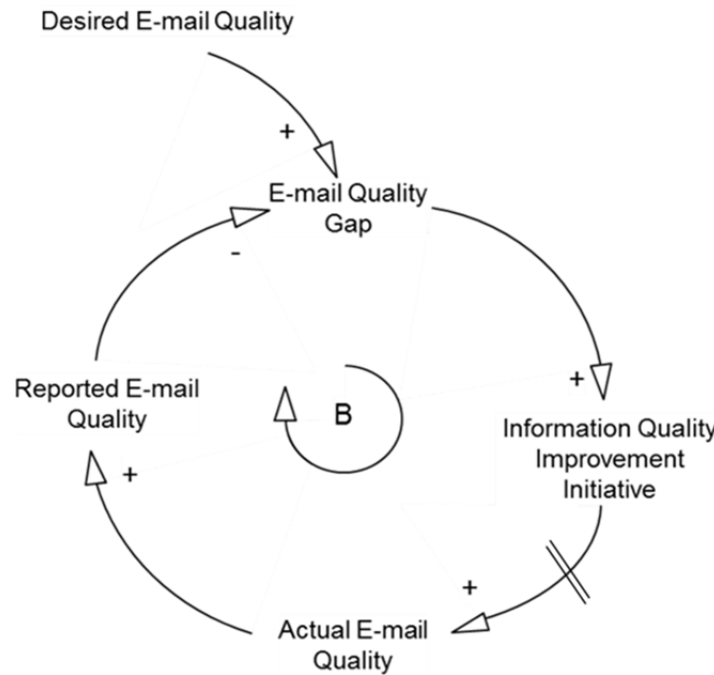 Desired E-mail Quality
+
E-mail Quality
Gap
-
+
Reported E-mail
Quality
B
Information Quality
Improvement
Initiative
+
+
Actual E-mail
Quality